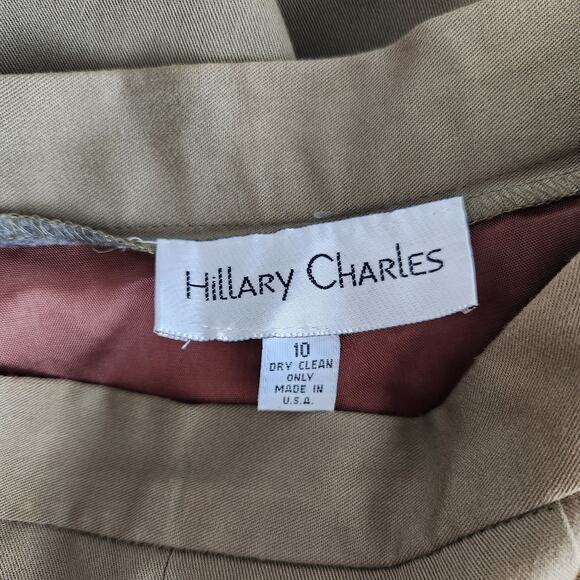 Hillary Charles
10
DRY CLEAN
ONLY
MADE IN
U.S.A.